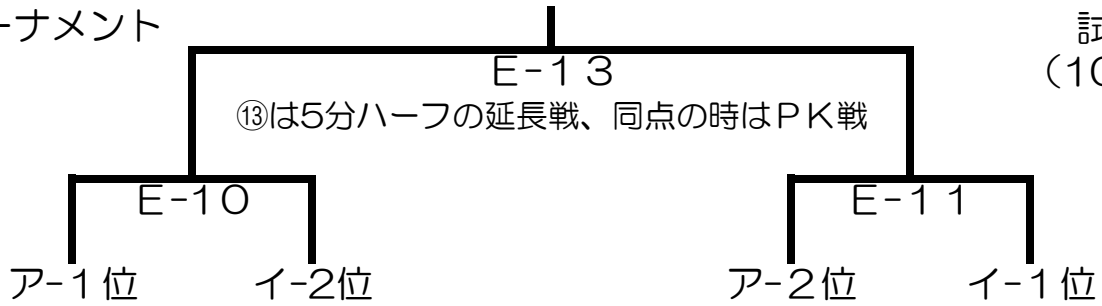 ーナメント
試
（10
E-13
⑬は5分ハーフの延長戦、同点の時はPK戦
E-10
E-11
ア-1位 イ-2位 ア-2位 イ-1位